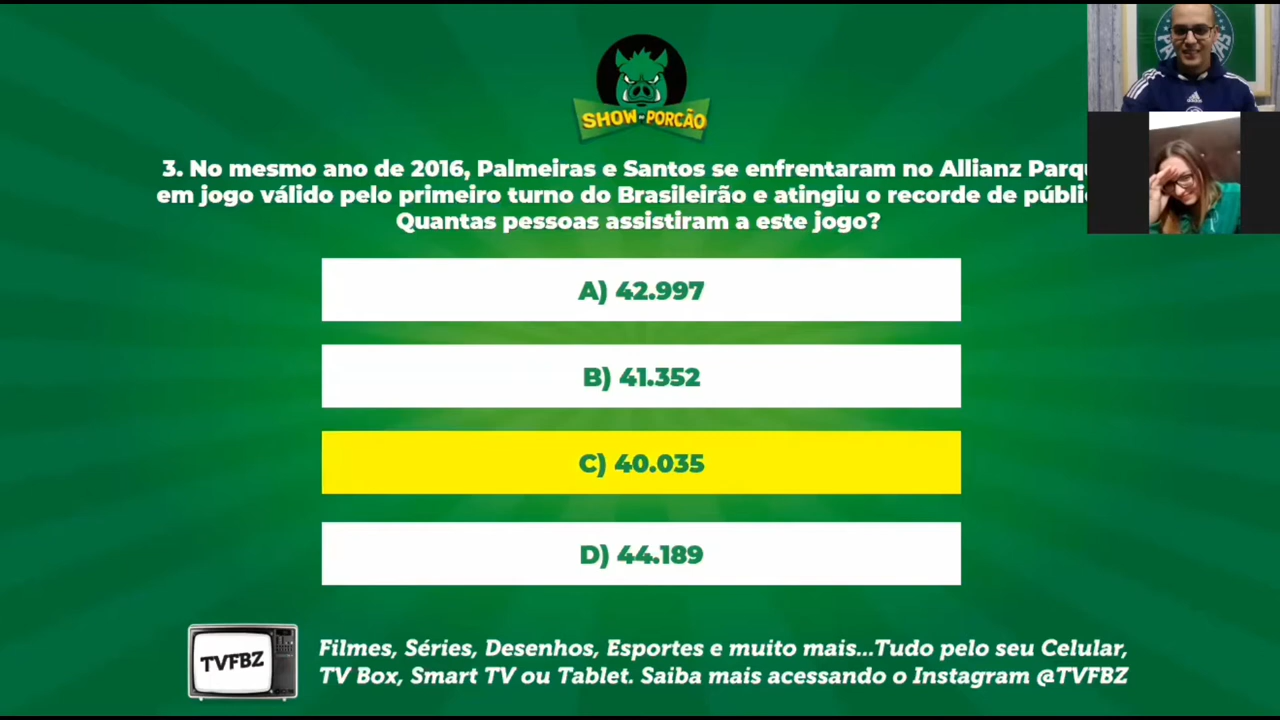 SHOW DO PORCÃO
3. No mesmo ano de 2016, Palmeiras e Santos se enfrentaram no Allianz
em jogo válido pelo primeiro turno do Brasileirão e atingiu o recorde de
Quantas pessoas assistiram a este jogo?
A) 42.997
B) 41.352
C) 40.035
D) 44.189
TVFBZ
Filmes, Séries, Desenhos, Esportes e muito mais...Tudo pelo seu Celular,
TV Box, Smart TV ou Tablet. Saiba mais acessando o Instagram @TVFBZ